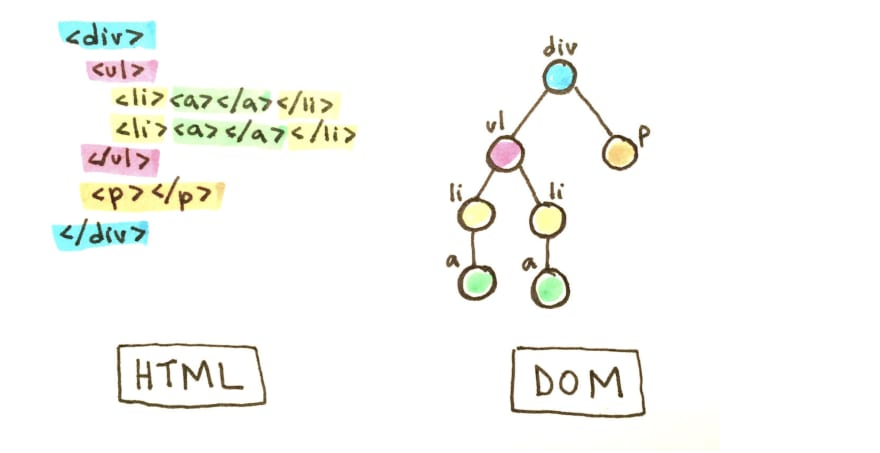 <div>
<ul>
<li><a></a></li>
<li><a></a></li>
</ul>
<p></p>
</div>
HTML
div
ul
p
li
li
a
a
DOM